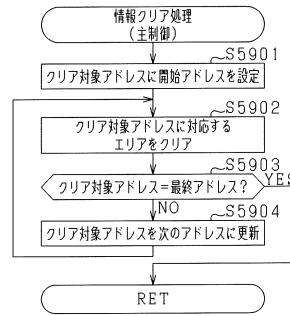 情報クリア処理
(主制御)
S5901
クリア対象アドレスに開始アドレスを設定
S5902
クリア対象アドレスに対応する
エリアをクリア
S5903
クリア対象アドレス=最終アドレス?
YES
NO
S5904
クリア対象アドレスを次のアドレスに更新
RET